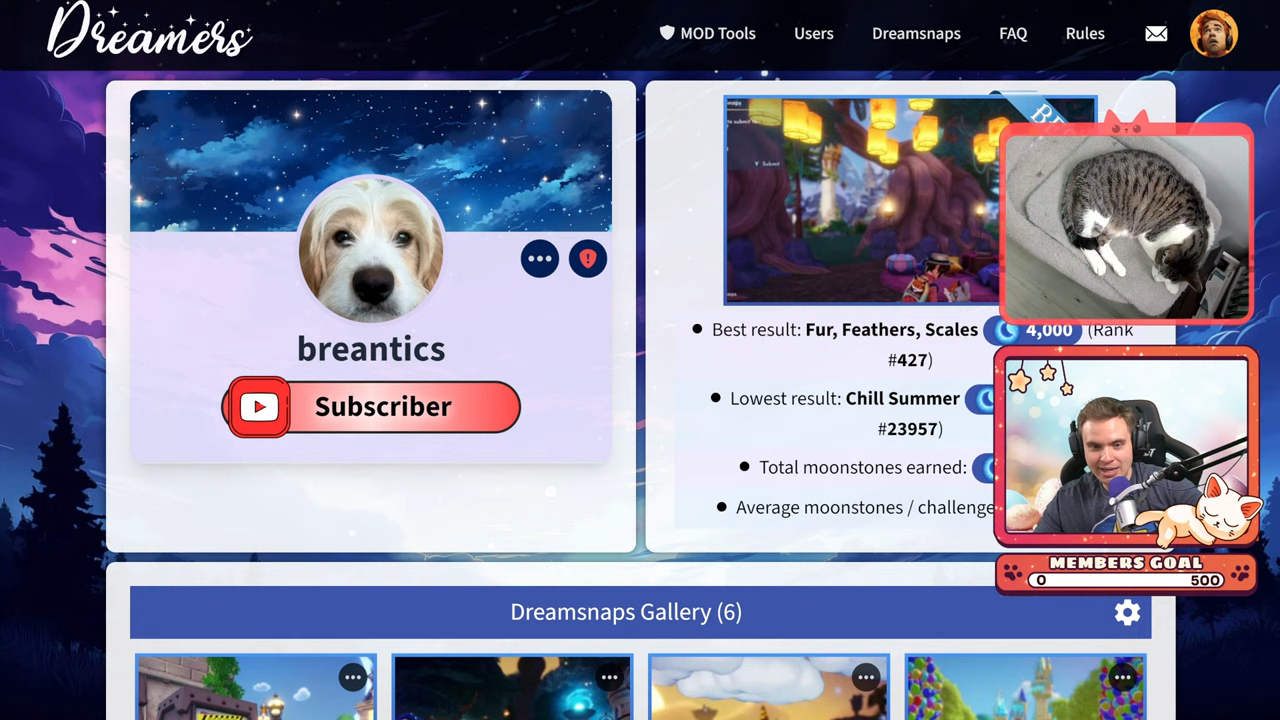 Dreamers
MOD Tools
Users
Dreamsnaps
FAQ
Rules
breantics
Subscriber
Submit
Best result: Fur, Feathers, Scales 4,000 (Rank
#427)
Lowest result: Chill Summer
#23957)
Total moonstones earned:
Average moonstones / challenge
MEMBERS GOAL
0 500
Dreamsnaps Gallery (6)